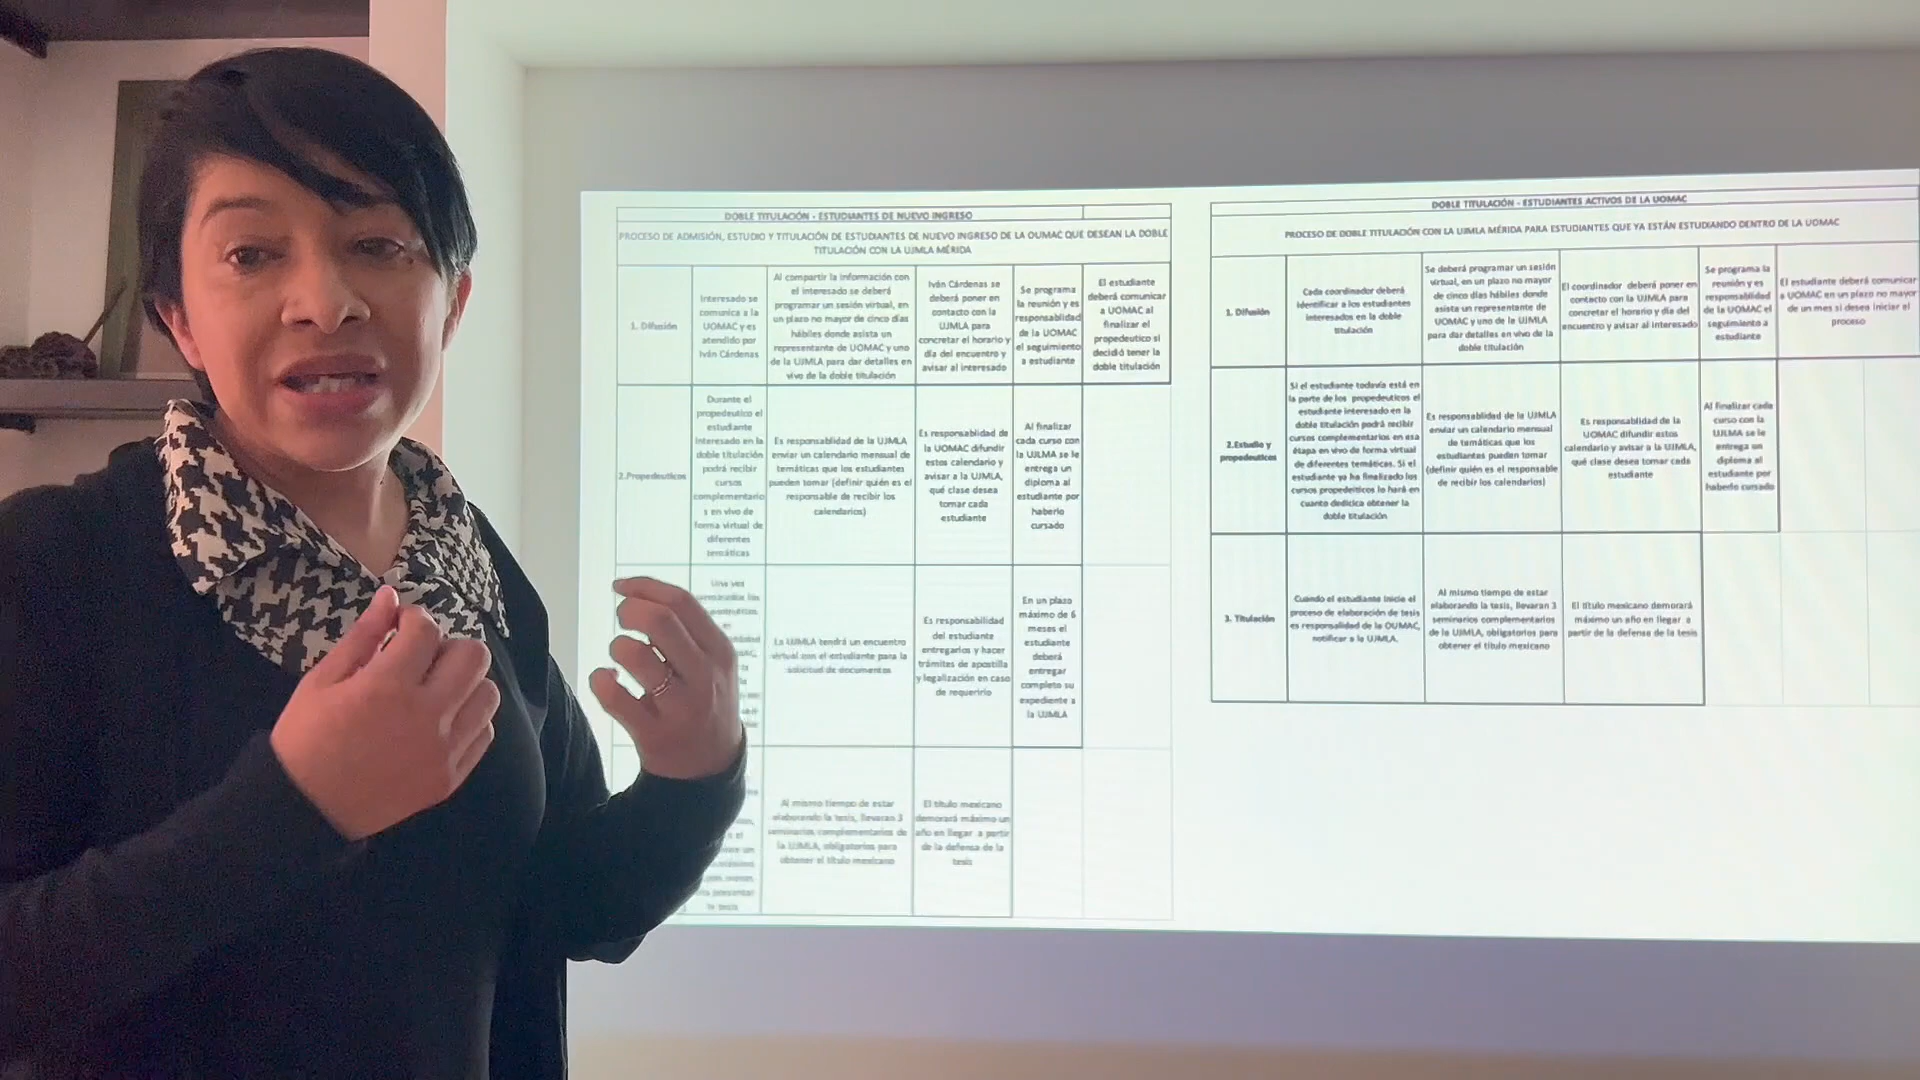 DOBLE TITULACIÓN - ESTUDIANTES DE NUEVO INGRESO
PROCESO DE ADMISIÓN, ESTUDIO Y TITULACIÓN DE ESTUDIANTES DE NUEVO INGRESO DE LA OUMAC QUE DESEAN LA DOBLE
TITULACIÓN CON LA UJMLA MÉRIDA
1. Difusión
Interesado se
comunica a la
UOMAC y es
atendido por
Iván Cárdenas
Al compartir la información con
el interesado se deberá
programar un sesión virtual, en
un plazo no mayor de cinco días
hábiles donde asista un
representante de UOMAC y uno
de la UJMLA para dar detalles en
vivo de la doble titulación
Iván Cárdenas se
deberá poner en
contacto con la
UJMLA para
concretar el horario y
día del encuentro y
avisar al interesado
Se programa
la reunión y es
responsabilidad
de la UOMAC
el seguimiento
a estudiante
El estudiante
deberá comunicar
a UOMAC al
finalizar el
propedeutico si
decidió tener la
doble titulación
2.Propedeuticos
Durante el
propedeutico el
estudiante
interesado en la
doble titulación
podrá recibir
cursos
complementario
s en vivo de
forma virtual de
diferentes
temáticas
Es responsablidad de la UJMLA
enviar un calendario mensual de
temáticas que los estudiantes
pueden tomar (definir quién es el
responsable de recibir los
calendarios)
Es responsablidad de
la UOMAC difundir
estos calendario y
avisar a la UJMLA,
qué clase desea
tomar cada
estudiante
Al finalizar
cada curso con
la UJLMA se le
entrega un
diploma al
estudiante por
haberlo
cursado
Una vez
La UJMLA tendrá un encuentro
virtual con el estudiante para la
solicitud de documentos
Es responsabilidad
del estudiante
entregarlos y hacer
trámites de apostilla
y legalización en caso
de requerirlo
En un plazo
máximo de 6
meses el
estudiante
deberá
entregar
completo su
expediente a
la UJMLA
Al mismo tiempo de estar
elaborando la tesis, llevaran 3
seminarios complementarios de
la UJMLA, obligatorios para
obtener el título mexicano
El título mexicano
demorará máximo un
año en llegar a partir
de la defensa de la
tesis
la tesis
DOBLE TITULACIÓN - ESTUDIANTES ACTIVOS DE LA UOMAC
PROCESO DE DOBLE TITULACIÓN CON LA UJMLA MÉRIDA PARA ESTUDIANTES QUE YA ESTÁN ESTUDIANDO DENTRO DE LA UOMAC
1. Difusión
Cada coordinador deberá
identificar a los estudiantes
interesados en la doble
titulación
Se deberá programar un sesión
virtual, en un plazo no mayor
de cinco días hábiles donde
asista un representante de
UOMAC y uno de la UJMLA
para dar detalles en vivo de la
doble titulación
El coordinador deberá poner en
contacto con la UJMLA para
concretar el horario y día del
encuentro y avisar al interesado
Se programa la
reunión y es
responsabilidad
de la UOMAC el
seguimiento a
estudiante
El estudiante deberá comunicar
a UOMAC en un plazo no mayor
de un mes si desea iniciar el
proceso
2.Estudio y
propedeuticos
Si el estudiante todavía está en
la parte de los propedeuticos el
estudiante interesado en la
doble titulación podrá recibir
cursos complementarios en esa
étapa en vivo de forma virtual
de diferentes temáticas. Si el
estudiante ya ha finalizado los
cursos propedeíticos lo hará en
cuanto dedicica obtener la
doble titulación
Es responsablidad de la UJMLA
enviar un calendario mensual
de temáticas que los
estudiantes pueden tomar
(definir quién es el responsable
de recibir los calendarios)
Es responsablidad de la
UOMAC difundir estos
calendario y avisar a la UJMLA,
qué clase desea tomar cada
estudiante
Al finalizar cada
curso con la
UJLMA se le
entrega un
diploma al
estudiante por
haberlo cursado
3. Titulación
Cuando el estudiante inicie el
proceso de elaboración de tesis
es responsalidad de la OUMAC,
notificar a la UJMLA.
Al mismo tiempo de estar
elaborando la tesis, llevaran 3
seminarios complementarios
de la UJMLA, obligatorios para
obtener el título mexicano
El título mexicano demorará
máximo un año en llegar a
partir de la defensa de la tesis